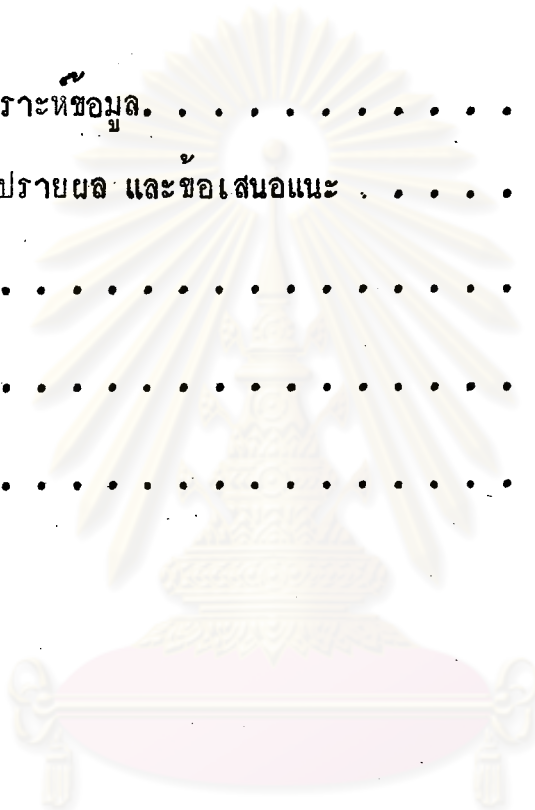 ราะห์ขอมูล. . . . . . . . . . . .
ปรายผล และข้อเสนอแนะ . . . . .
. . . . . . . . . . . . . . .
. . . . . . . . . . . . . . .
. . . . . . . . . . . . . . .